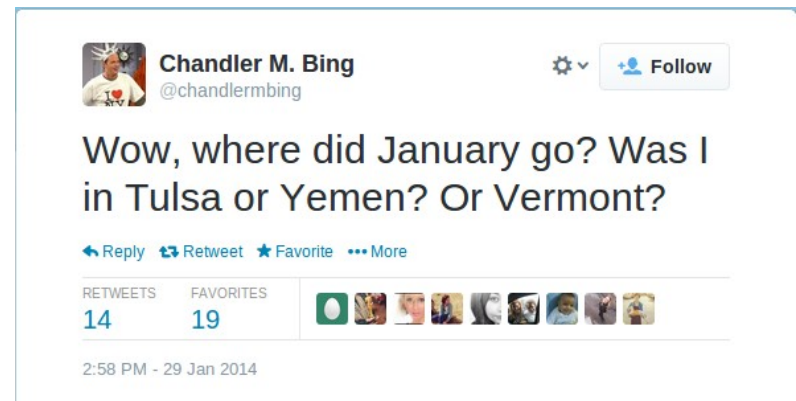 Chandler M. Bing
@chandlermbing
Follow
Wow, where did January go? Was I
in Tulsa or Yemen? Or Vermont?
Reply Retweet Favorite More
RETWEETS FAVORITES
14 19
2:58 PM - 29 Jan 2014
I ♥
NY